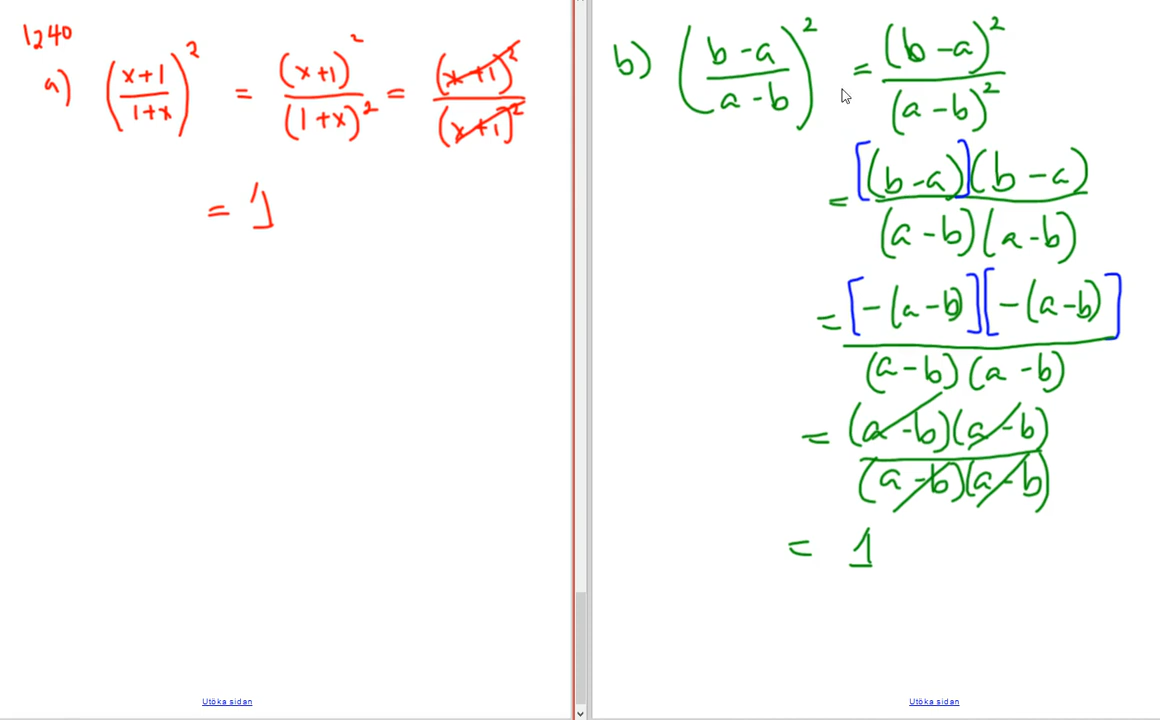 1240
a) ((x+1)/(1+x))² = (x+1)²/(1+x)² = (x+1)²/(x+1)²
= 1
b) ((b-a)/(a-b))² = (b-a)²/(a-b)²
= [(b-a)](b-a)/(a-b)(a-b)
= [-(a-b)][-(a-b)]/(a-b)(a-b)
= (a-b)(a-b)/(a-b)(a-b)
= 1
Utöka sidan
Utöka sidan